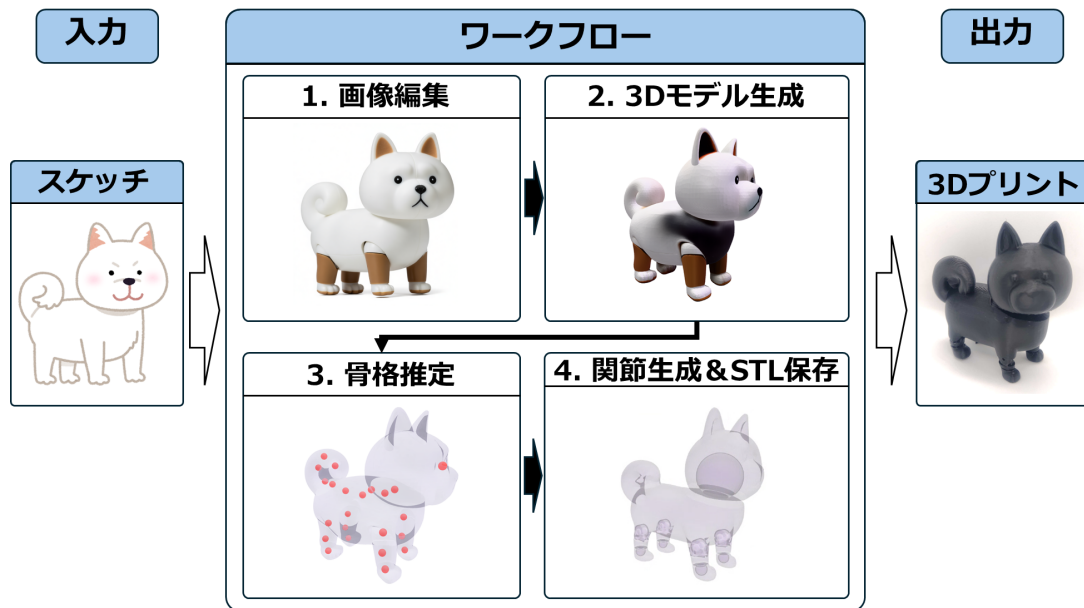 入力
ワークフロー
出力
スケッチ
1. 画像編集
2. 3Dモデル生成
3. 骨格推定
4. 関節生成&STL保存
3Dプリント